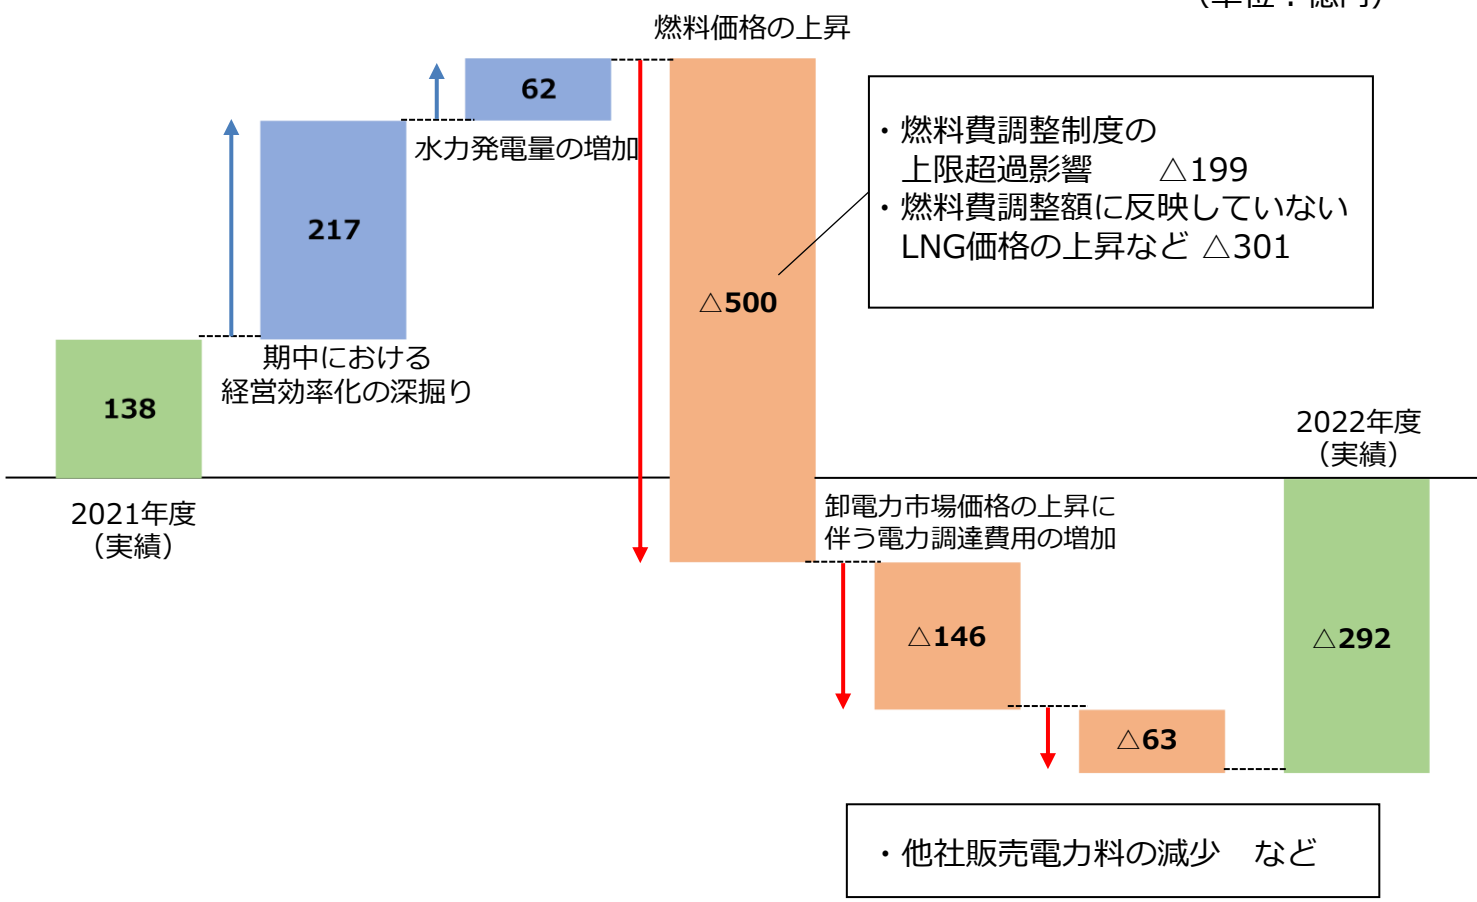 （単位：億円）
燃料価格の上昇
62
・燃料費調整制度の
上限超過影響　　△199
・燃料費調整額に反映していない
LNG価格の上昇など △301
水力発電量の増加
217
△500
期中における
経営効率化の深掘り
138
2022年度
（実績）
2021年度
（実績）
卸電力市場価格の上昇に
伴う電力調達費用の増加
△146
△292
△63
・他社販売電力料の減少　など